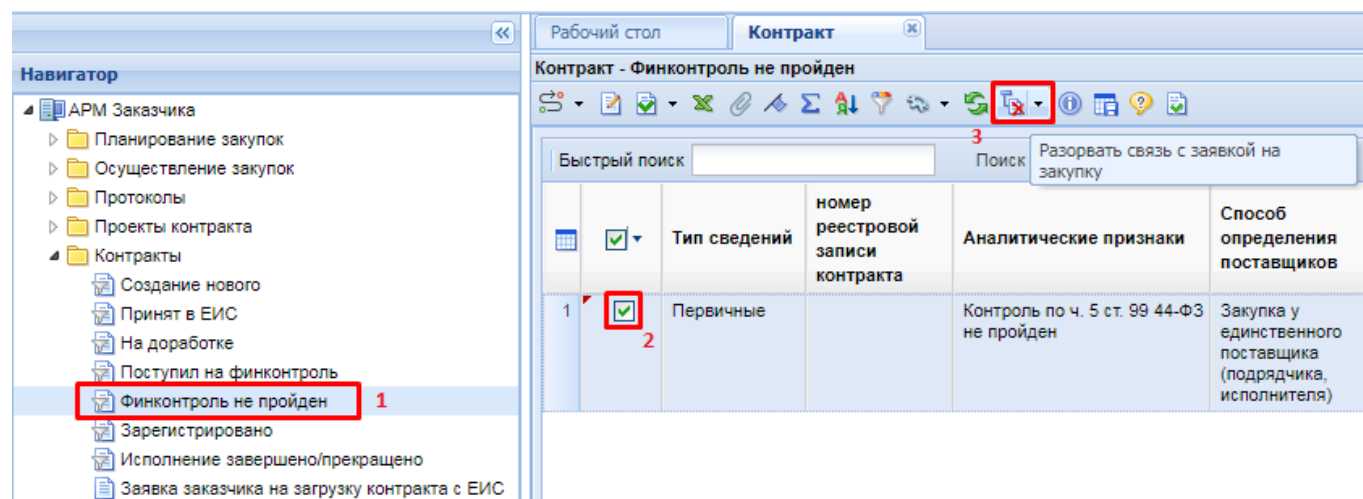 Рабочий стол
Контракт
Навигатор
Контракт - Финконтроль не пройден
АРМ Заказчика
Планирование закупок
Осуществление закупок
Протоколы
Проекты контракта
Контракты
Создание нового
Принят в ЕИС
На доработке
Поступил на финконтроль
Финконтроль не пройден
1
Зарегистрировано
Исполнение завершено/прекращено
Заявка заказчика на загрузку контракта с ЕИС
3
Быстрый поиск
Поиск
Разорвать связь с заявкой на
закупку
Тип сведений
номер
реестровой
записи
контракта
Аналитические признаки
Способ
определения
поставщиков
1
2
Первичные
Контроль по ч. 5 ст. 99 44-ФЗ
не пройден
Закупка у
единственного
поставщика
(подрядчика,
исполнителя)